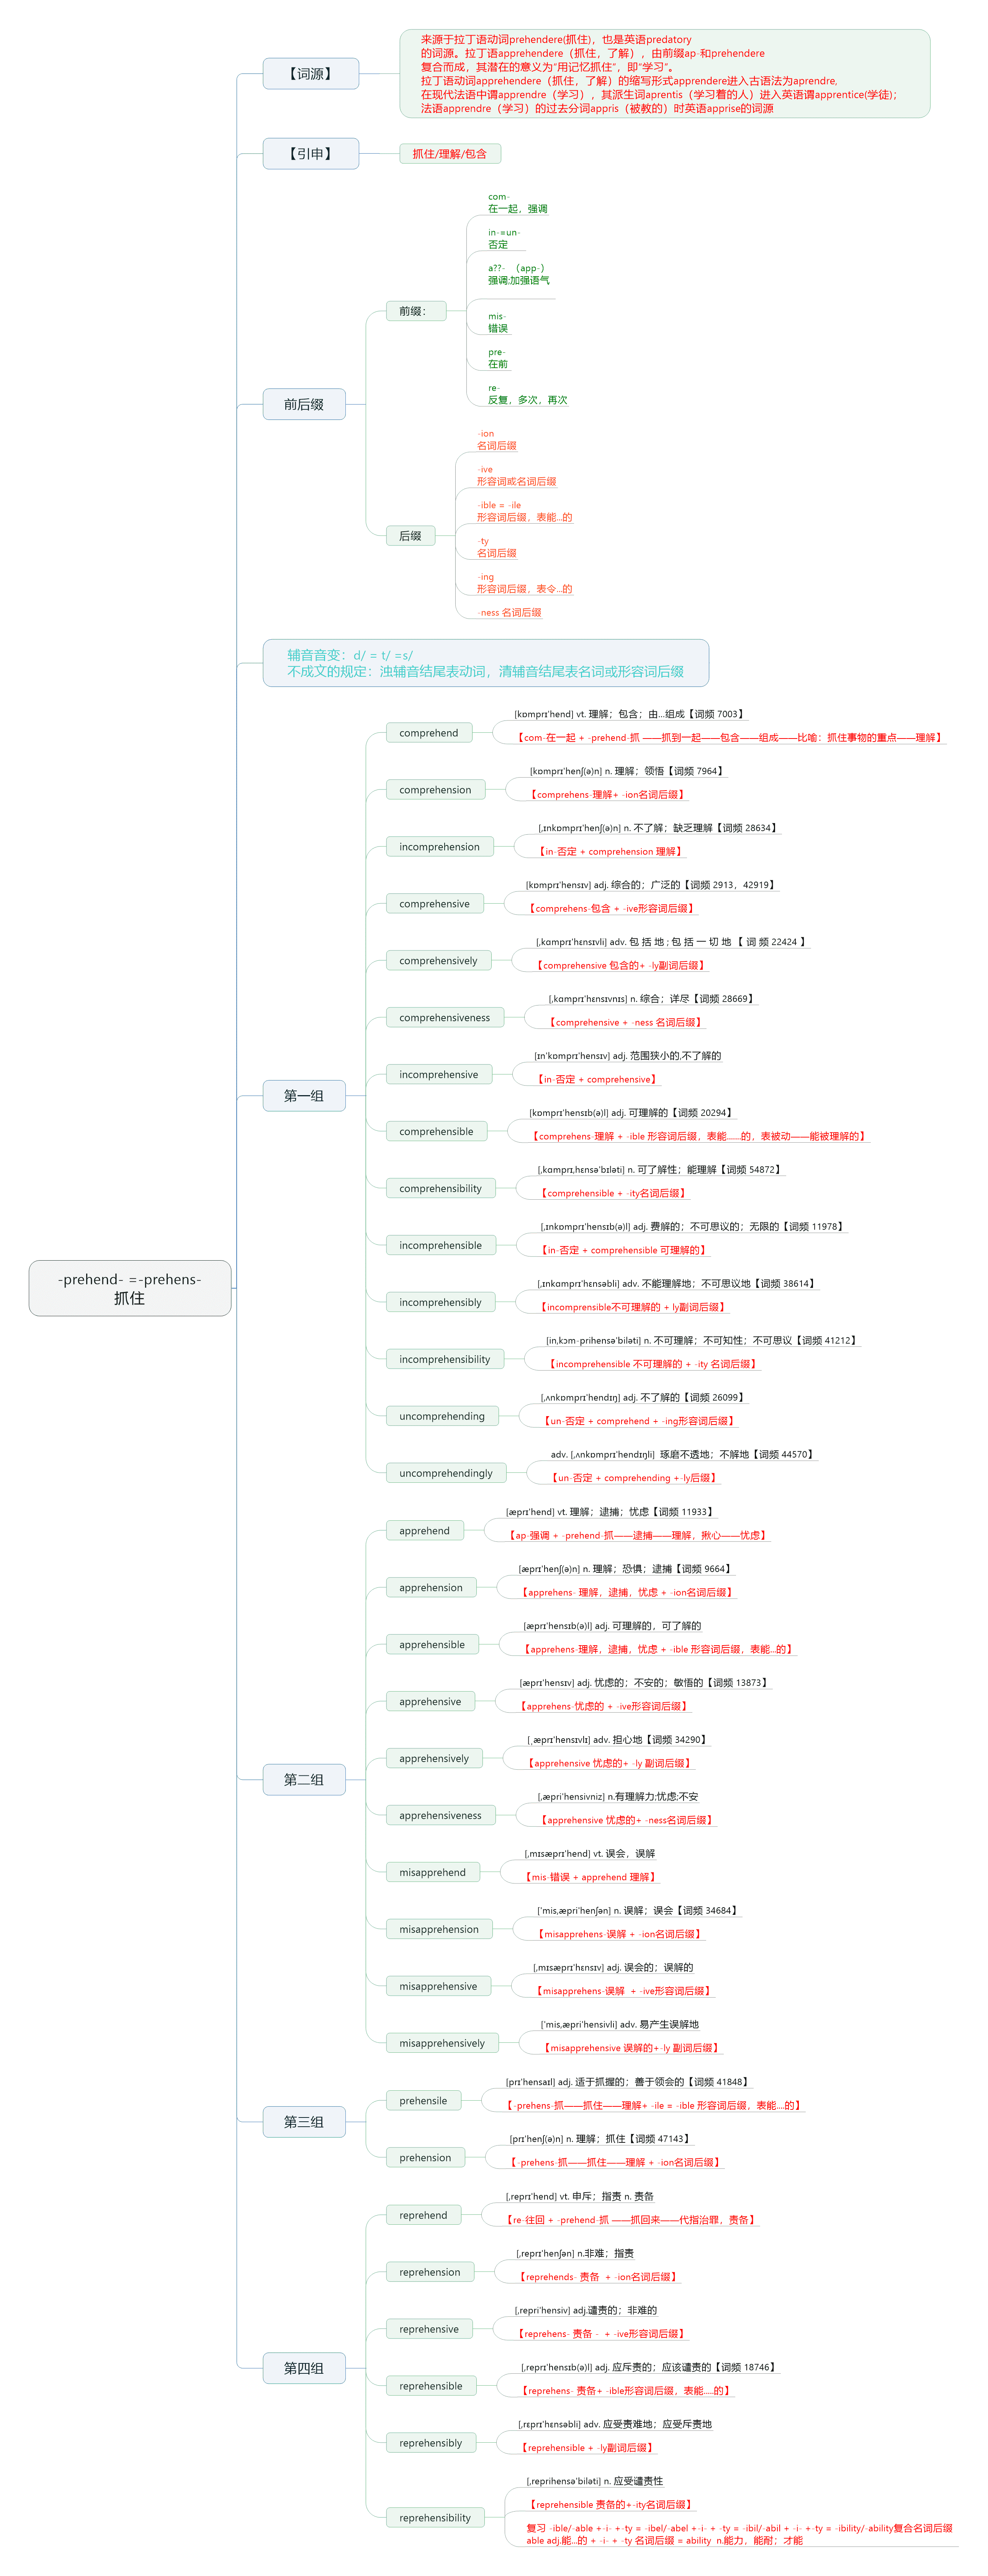 -prehend- =-prehens-
抓住
【词源】
来源于拉丁语动词prehendere(抓住)，也是英语predatory
的词源。拉丁语apprehendere（抓住，了解），由前缀ap-和prehendere
复合而成，其潜在的意义为“用记忆抓住”，即“学习”。
拉丁语动词apprehendere（抓住，了解）的缩写形式apprendere进入古语法为aprendre,
在现代法语中谓apprendre（学习），其派生词aprentis（学习着的人）进入英语谓apprentice(学徒)；
法语apprendre（学习）的过去分词appris（被教的）时英语apprise的词源
【引申】
抓住/理解/包含
前后缀
前缀：
com-
在一起，强调
in-=un-
否定
a??- （app-）
强调;加强语气
mis-
错误
pre-
在前
re-
反复，多次，再次
后缀
-ion
名词后缀
-ive
形容词或名词后缀
-ible = -ile
形容词后缀，表能...的
-ty
名词后缀
-ing
形容词后缀，表令...的
-ness 名词后缀
辅音音变：d/ = t/ =s/
不成文的规定：浊辅音结尾表动词，清辅音结尾表名词或形容词后缀
第一组
comprehend
[kɒmprɪ'hend] vt. 理解；包含；由...组成【词频 7003】
【com-在一起 + -prehend-抓 ——抓到一起——包含——组成——比喻：抓住事物的重点——理解】
comprehension
[kɒmprɪ'henʃ(ə)n] n. 理解；领悟【词频 7964】
【comprehens-理解+ -ion名词后缀】
incomprehension
[,ɪnkɒmprɪ'henʃ(ə)n] n. 不了解；缺乏理解【词频 28634】
【in-否定 + comprehension 理解】
comprehensive
[kɒmprɪ'hensɪv] adj. 综合的；广泛的【词频 2913，42919】
【comprehens-包含 + -ive形容词后缀】
comprehensively
[,kɑmprɪ'hɛnsɪvli] adv. 包 括 地 ; 包 括 一 切 地 【 词 频 22424 】
【comprehensive 包含的+ -ly副词后缀】
comprehensiveness
[,kɑmprɪ'hɛnsɪvnɪs] n. 综合；详尽【词频 28669】
【comprehensive + -ness 名词后缀】
incomprehensive
[ɪn'kɒmprɪ'hensɪv] adj. 范围狭小的,不了解的
【in-否定 + comprehensive】
comprehensible
[kɒmprɪ'hensɪb(ə)l] adj. 可理解的【词频 20294】
【comprehens-理解 + -ible 形容词后缀，表能......的，表被动——能被理解的】
comprehensibility
[,kɑmprɪ,hɛnsə'bɪləti] n. 可了解性；能理解【词频 54872】
【comprehensible + -ity名词后缀】
incomprehensible
[,ɪnkɒmprɪ'hensɪb(ə)l] adj. 费解的；不可思议的；无限的【词频 11978】
【in-否定 + comprehensible 可理解的】
incomprehensibly
[,ɪnkɑmprɪ'hɛnsəbli] adv. 不能理解地；不可思议地【词频 38614】
【incomprensible不可理解的 + ly副词后缀】
incomprehensibility
[in,kɔm-prihensə'biləti] n. 不可理解；不可知性；不可思议【词频 41212】
【incomprehensible 不可理解的 + -ity 名词后缀】
uncomprehending
[,ʌnkɒmprɪ'hendɪŋ] adj. 不了解的【词频 26099】
【un-否定 + comprehend + -ing形容词后缀】
uncomprehendingly
adv. [,ʌnkɒmprɪ'hendɪŋli] 琢磨不透地；不解地【词频 44570】
【un-否定 + comprehending +-ly后缀】
第二组
apprehend
[æprɪ'hend] vt. 理解；逮捕；忧虑【词频 11933】
【ap-强调 + -prehend-抓——逮捕——理解，揪心——忧虑】
apprehension
[æprɪ'henʃ(ə)n] n. 理解；恐惧；逮捕【词频 9664】
【apprehens- 理解，逮捕，忧虑 + -ion名词后缀】
apprehensible
[æprɪ'hensɪb(ə)l] adj. 可理解的，可了解的
【apprehens-理解，逮捕，忧虑 + -ible 形容词后缀，表能...的】
apprehensive
[æprɪ'hensɪv] adj. 忧虑的；不安的；敏悟的【词频 13873】
【apprehens-忧虑的 + -ive形容词后缀】
apprehensively
[ˌæprɪ'hensɪvlɪ] adv. 担心地【词频 34290】
【apprehensive 忧虑的+ -ly 副词后缀】
apprehensiveness
[,æpri'hensivniz] n.有理解力;忧虑;不安
【apprehensive 忧虑的+ -ness名词后缀】
misapprehend
[,mɪsæprɪ'hend] vt. 误会，误解
【mis-错误 + apprehend 理解】
misapprehension
['mis,æpri'henʃən] n. 误解；误会【词频 34684】
【misapprehens-误解 + -ion名词后缀】
misapprehensive
[,mɪsæprɪ'hɛnsɪv] adj. 误会的；误解的
【misapprehens-误解 + -ive形容词后缀】
misapprehensively
['mis,æpri'hensivli] adv. 易产生误解地
【misapprehensive 误解的+-ly 副词后缀】
第三组
prehensile
[prɪ'hensaɪl] adj. 适于抓握的；善于领会的【词频 41848】
【-prehens-抓——抓住——理解+ -ile = -ible 形容词后缀，表能....的】
prehension
[prɪ'henʃ(ə)n] n. 理解；抓住【词频 47143】
【-prehens-抓——抓住——理解 + -ion名词后缀】
第四组
reprehend
[,reprɪ'hend] vt. 申斥；指责 n. 责备
【re-往回 + -prehend-抓 ——抓回来——代指治罪，责备】
reprehension
[,reprɪ'henʃən] n.非难；指责
【reprehends- 责备 + -ion名词后缀】
reprehensive
[,repri'hensiv] adj.谴责的；非难的
【reprehens- 责备 - + -ive形容词后缀】
reprehensible
[,reprɪ'hensɪb(ə)l] adj. 应斥责的；应该谴责的【词频 18746】
【reprehens- 责备+ -ible形容词后缀，表能.....的】
reprehensibly
[,rɛprɪ'hɛnsəbli] adv. 应受责难地；应受斥责地
【reprehensible + -ly副词后缀】
reprehensibility
[,reprihensə'biləti] n. 应受谴责性
【reprehensible 责备的+-ity名词后缀】
复习 -ible/-able +-i- +-ty = -ibel/-abel +-i- + -ty = -ibil/-abil + -i- +-ty = -ibility/-ability复合名词后缀
able adj.能...的 + -i- + -ty 名词后缀 = ability n.能力，能耐；才能